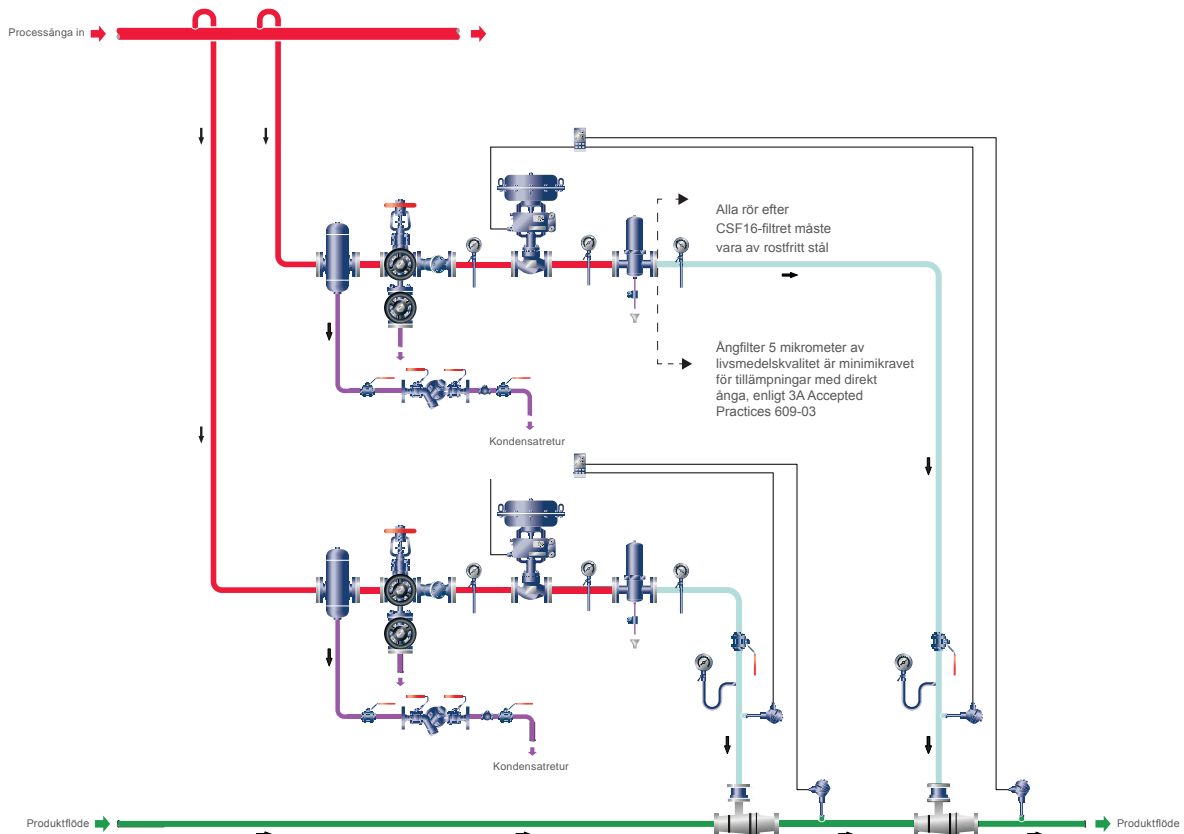 Processånga in
Alla rör efter
CSF16-filtret måste
vara av rostfritt stål
Ångfilter 5 mikrometer av
livsmedelskvalitet är minimikravet
för tillämpningar med direkt
ånga, enligt 3A Accepted
Practices 609-03
Kondensatretur
Kondensatretur
Produktflöde
Produktflöde